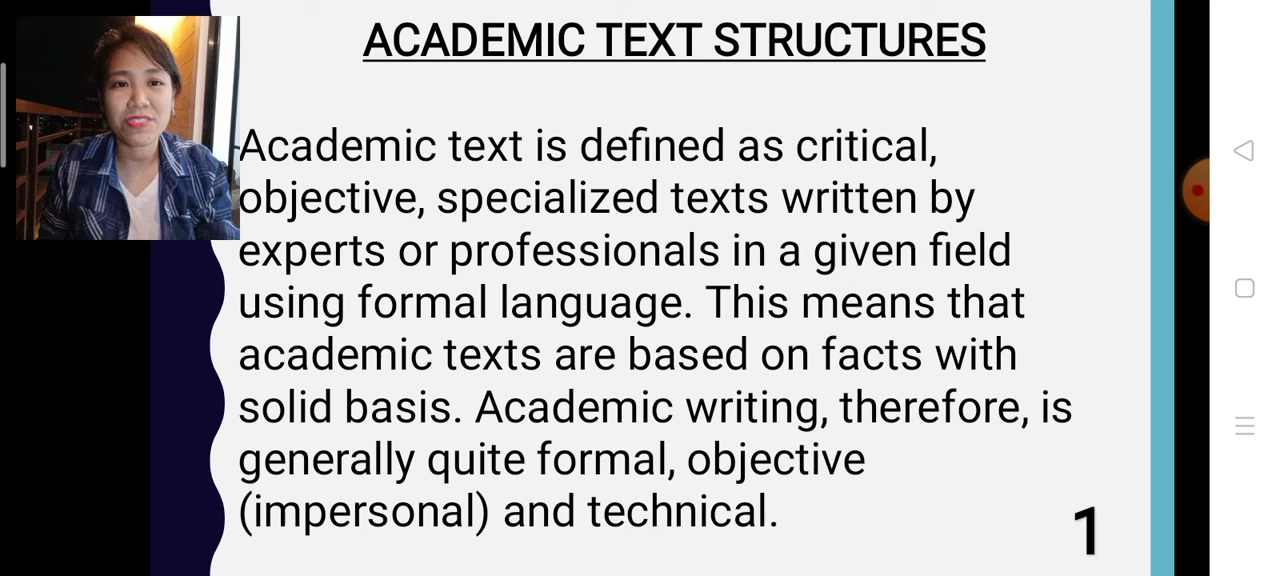 ACADEMIC TEXT STRUCTURES
Academic text is defined as critical,
objective, specialized texts written by
experts or professionals in a given field
using formal language. This means that
academic texts are based on facts with
solid basis. Academic writing, therefore, is
generally quite formal, objective
(impersonal) and technical.
1